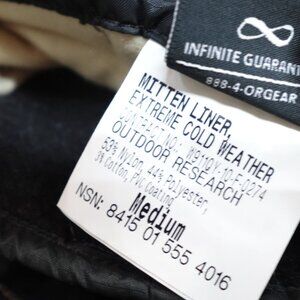 INFINITE GUARANT
888-4-ORGEAR
MITTEN LINER,
EXTREME COLD WEATHER
OUTDOOR RESEARCH
53% Nylon, 44% Polyester,
3% Cotton, PVC Coating
Medium
NSN: 8415 01 555 4016